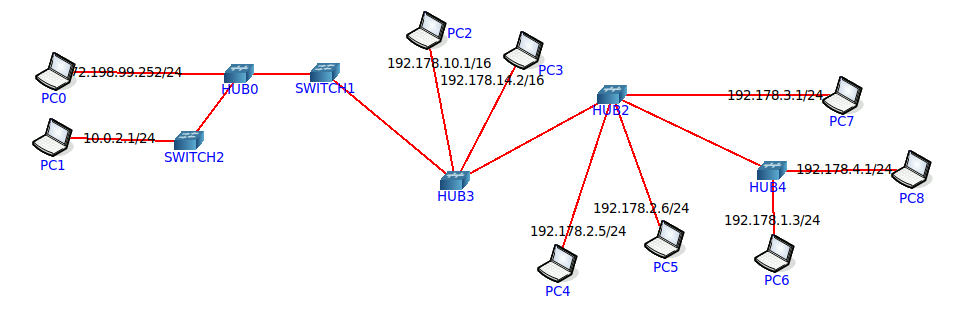 PC2
192.178.10.1/16
PC3
192.178.14.2/16
72.198.99.252/24
PC0
HUB0
SWITCH1
HUB2
192.178.3.1/24
PC7
10.0.2.1/24
PC1
SWITCH2
HUB3
HUB4
192.178.4.1/24
PC8
192.178.2.6/24
192.178.2.5/24
192.178.1.3/24
PC4
PC5
PC6